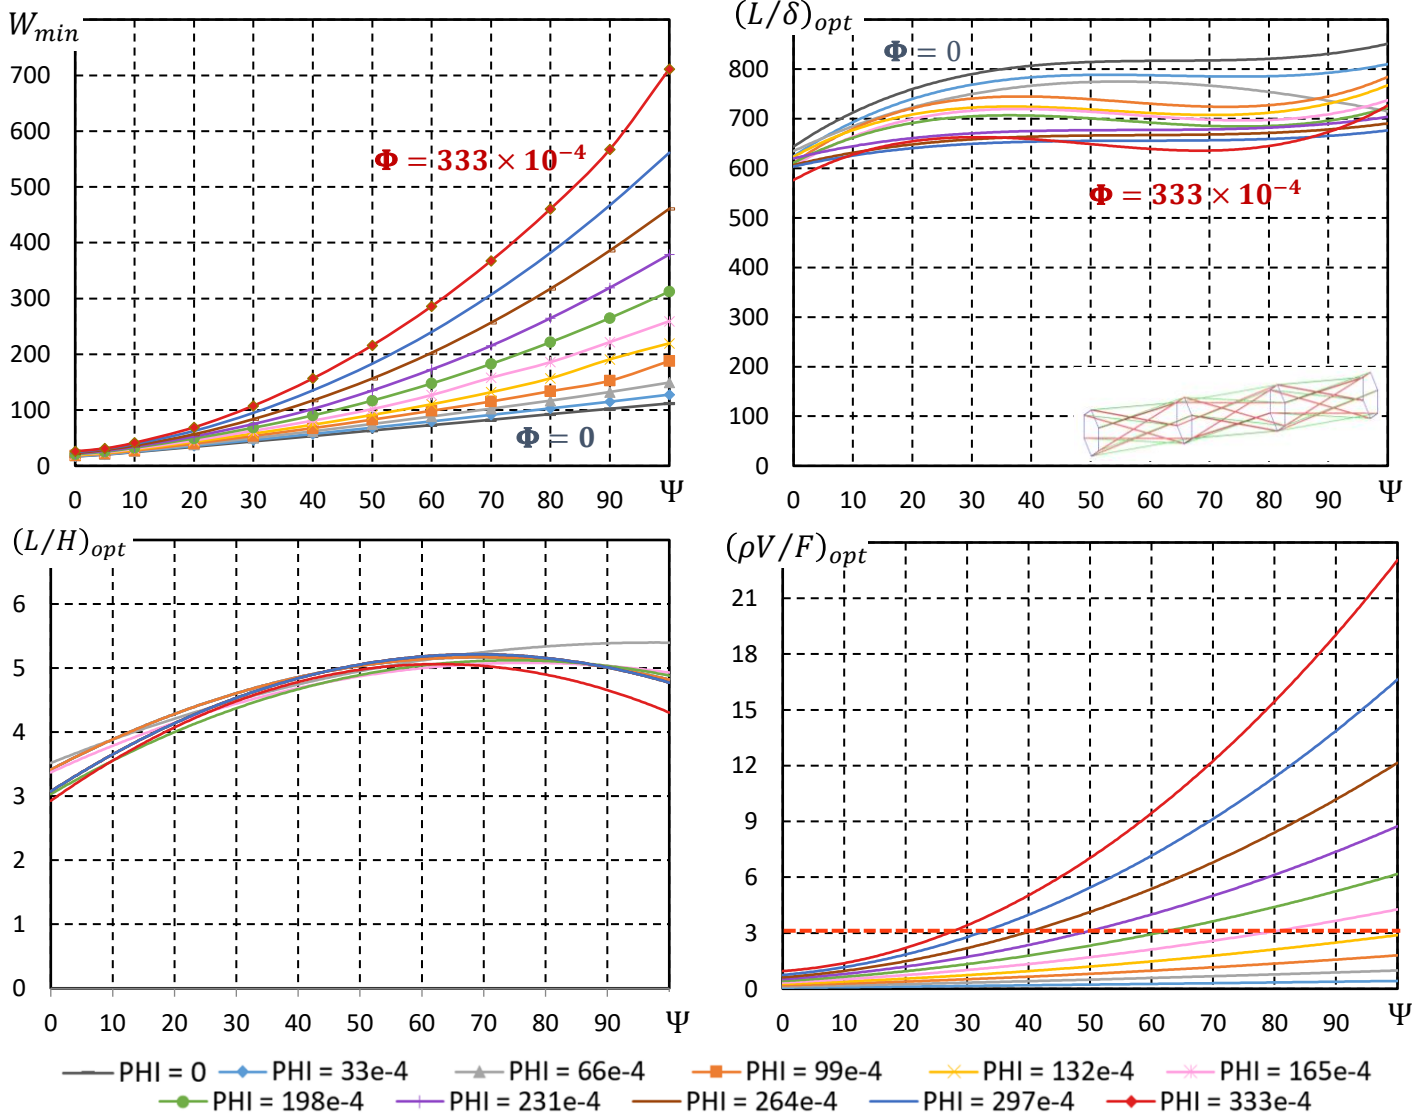 W_min
700
600
500
400
300
200
100
0
0 10 20 30 40 50 60 70 80 90 Ψ
Φ = 333 × 10⁻⁴
Φ = 0
(L/δ)_opt
800
700
600
500
400
300
200
100
0
0 10 20 30 40 50 60 70 80 90 Ψ
Φ = 0
Φ = 333 × 10⁻⁴
(L/H)_opt
6
5
4
3
2
1
0
0 10 20 30 40 50 60 70 80 90 Ψ
(ρV/F)_opt
21
18
15
12
9
6
3
0
0 10 20 30 40 50 60 70 80 90 Ψ
PHI = 0 PHI = 33e-4 PHI = 66e-4 PHI = 99e-4 PHI = 132e-4 PHI = 165e-4
PHI = 198e-4 PHI = 231e-4 PHI = 264e-4 PHI = 297e-4 PHI = 333e-4